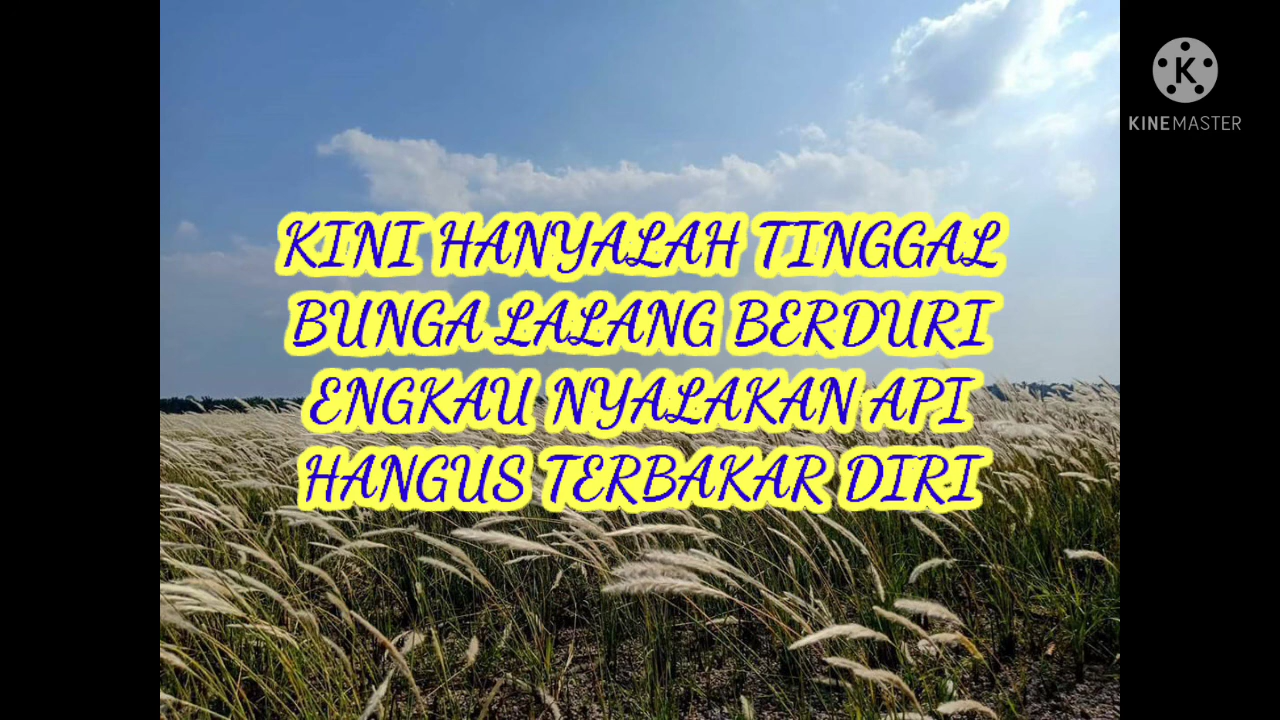 KINEMASTER
KINI HANYALAH TINGGAL
BUNGA LALANG BERDURI
ENGKAU NYALAKAN API
HANGUS TERBAKAR DIRI